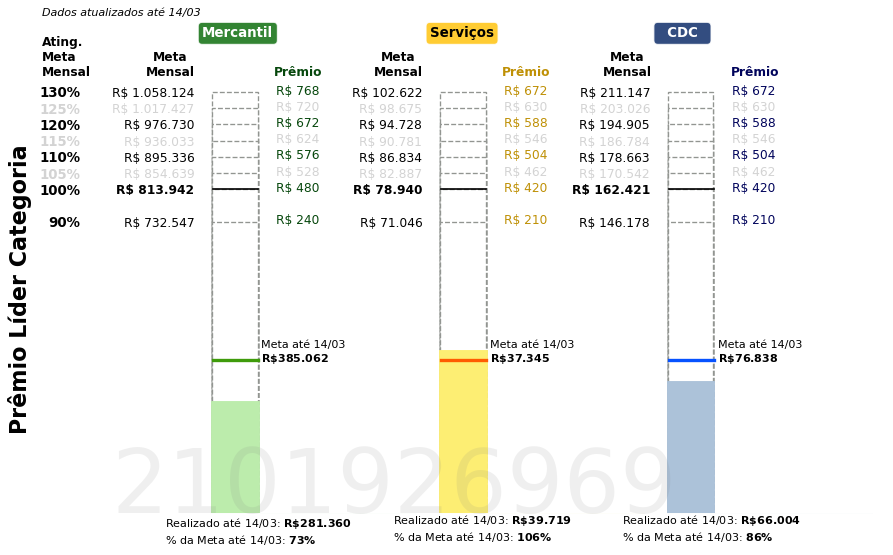 Dados atualizados até 14/03
Mercantil Serviços CDC
Ating.
Meta Meta Meta Meta
Mensal Mensal Prêmio Mensal Prêmio Mensal Prêmio
130% R$ 1.058.124 R$ 768 R$ 102.622 R$ 672 R$ 211.147 R$ 672
125% R$ 1.017.427 R$ 720 R$ 98.675 R$ 630 R$ 203.026 R$ 630
120% R$ 976.730 R$ 672 R$ 94.728 R$ 588 R$ 194.905 R$ 588
115% R$ 936.033 R$ 624 R$ 90.781 R$ 546 R$ 186.784 R$ 546
110% R$ 895.336 R$ 576 R$ 86.834 R$ 504 R$ 178.663 R$ 504
105% R$ 854.639 R$ 528 R$ 82.887 R$ 462 R$ 170.542 R$ 462
100% R$ 813.942 R$ 480 R$ 78.940 R$ 420 R$ 162.421 R$ 420
90% R$ 732.547 R$ 240 R$ 71.046 R$ 210 R$ 146.178 R$ 210
Prêmio Líder Categoria
Meta até 14/03 Meta até 14/03 Meta até 14/03
R$385.062 R$37.345 R$76.838
2101926969
Realizado até 14/03: R$281.360 Realizado até 14/03: R$39.719 Realizado até 14/03: R$66.004
% da Meta até 14/03: 73% % da Meta até 14/03: 106% % da Meta até 14/03: 86%